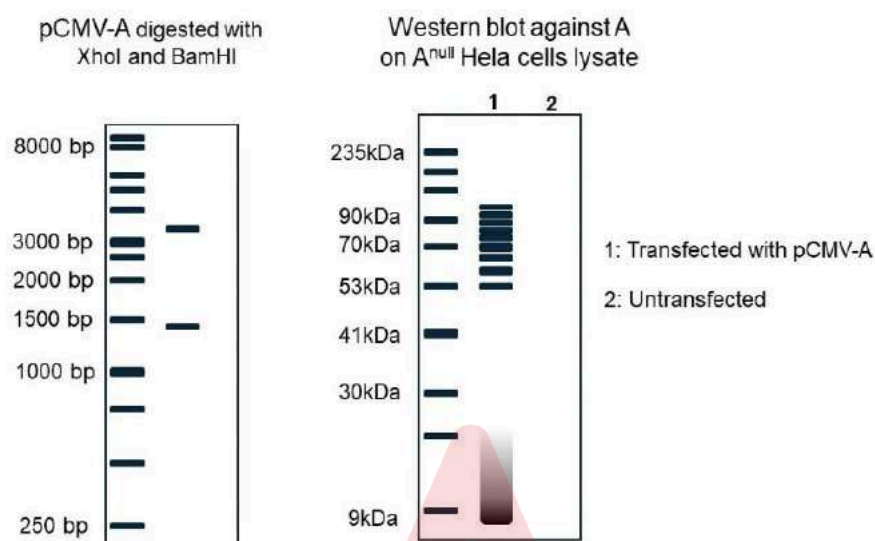 pCMV-A digested with
XhoI and BamHI
8000 bp
3000 bp
2000 bp
1500 bp
1000 bp
250 bp
Western blot against A
on Anull Hela cells lysate
1 2
235kDa
90kDa
70kDa
53kDa
41kDa
30kDa
9kDa
1: Transfected with pCMV-A
2: Untransfected